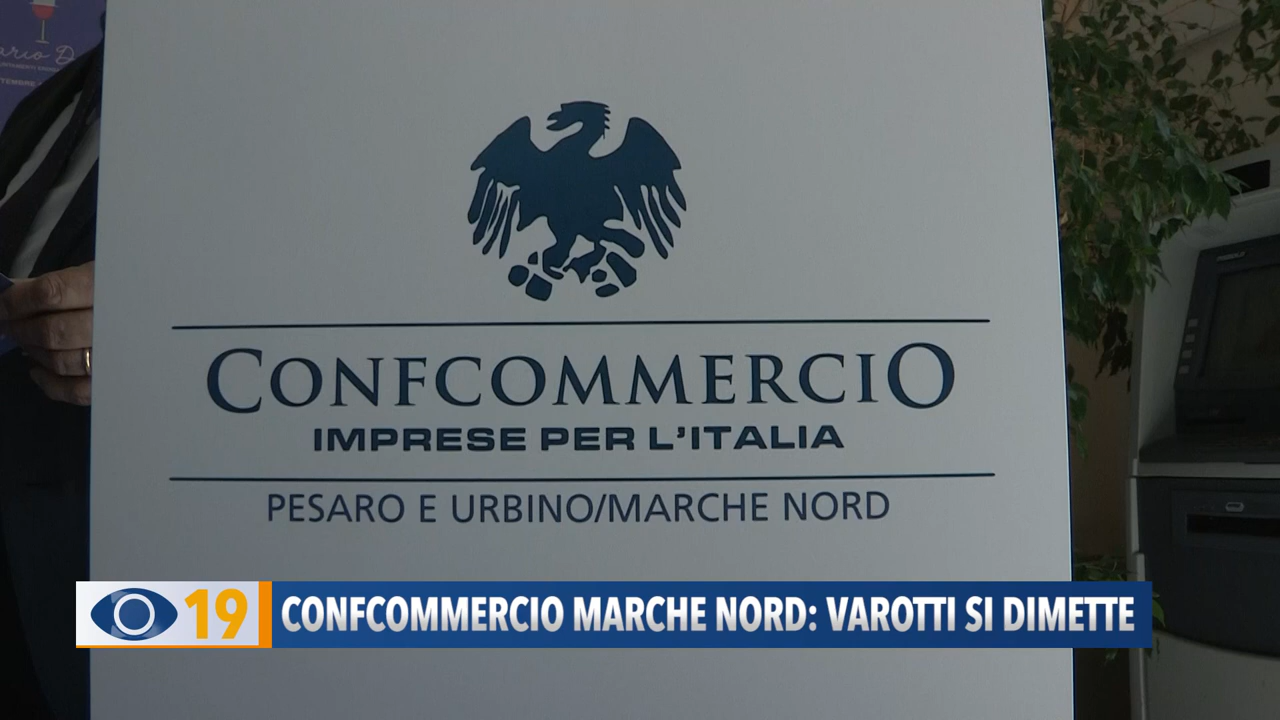 CONFCOMMERCIO
IMPRESE PER L'ITALIA
PESARO E URBINO/MARCHE NORD
19
CONFCOMMERCIO MARCHE NORD: VAROTTI SI DIMETTE